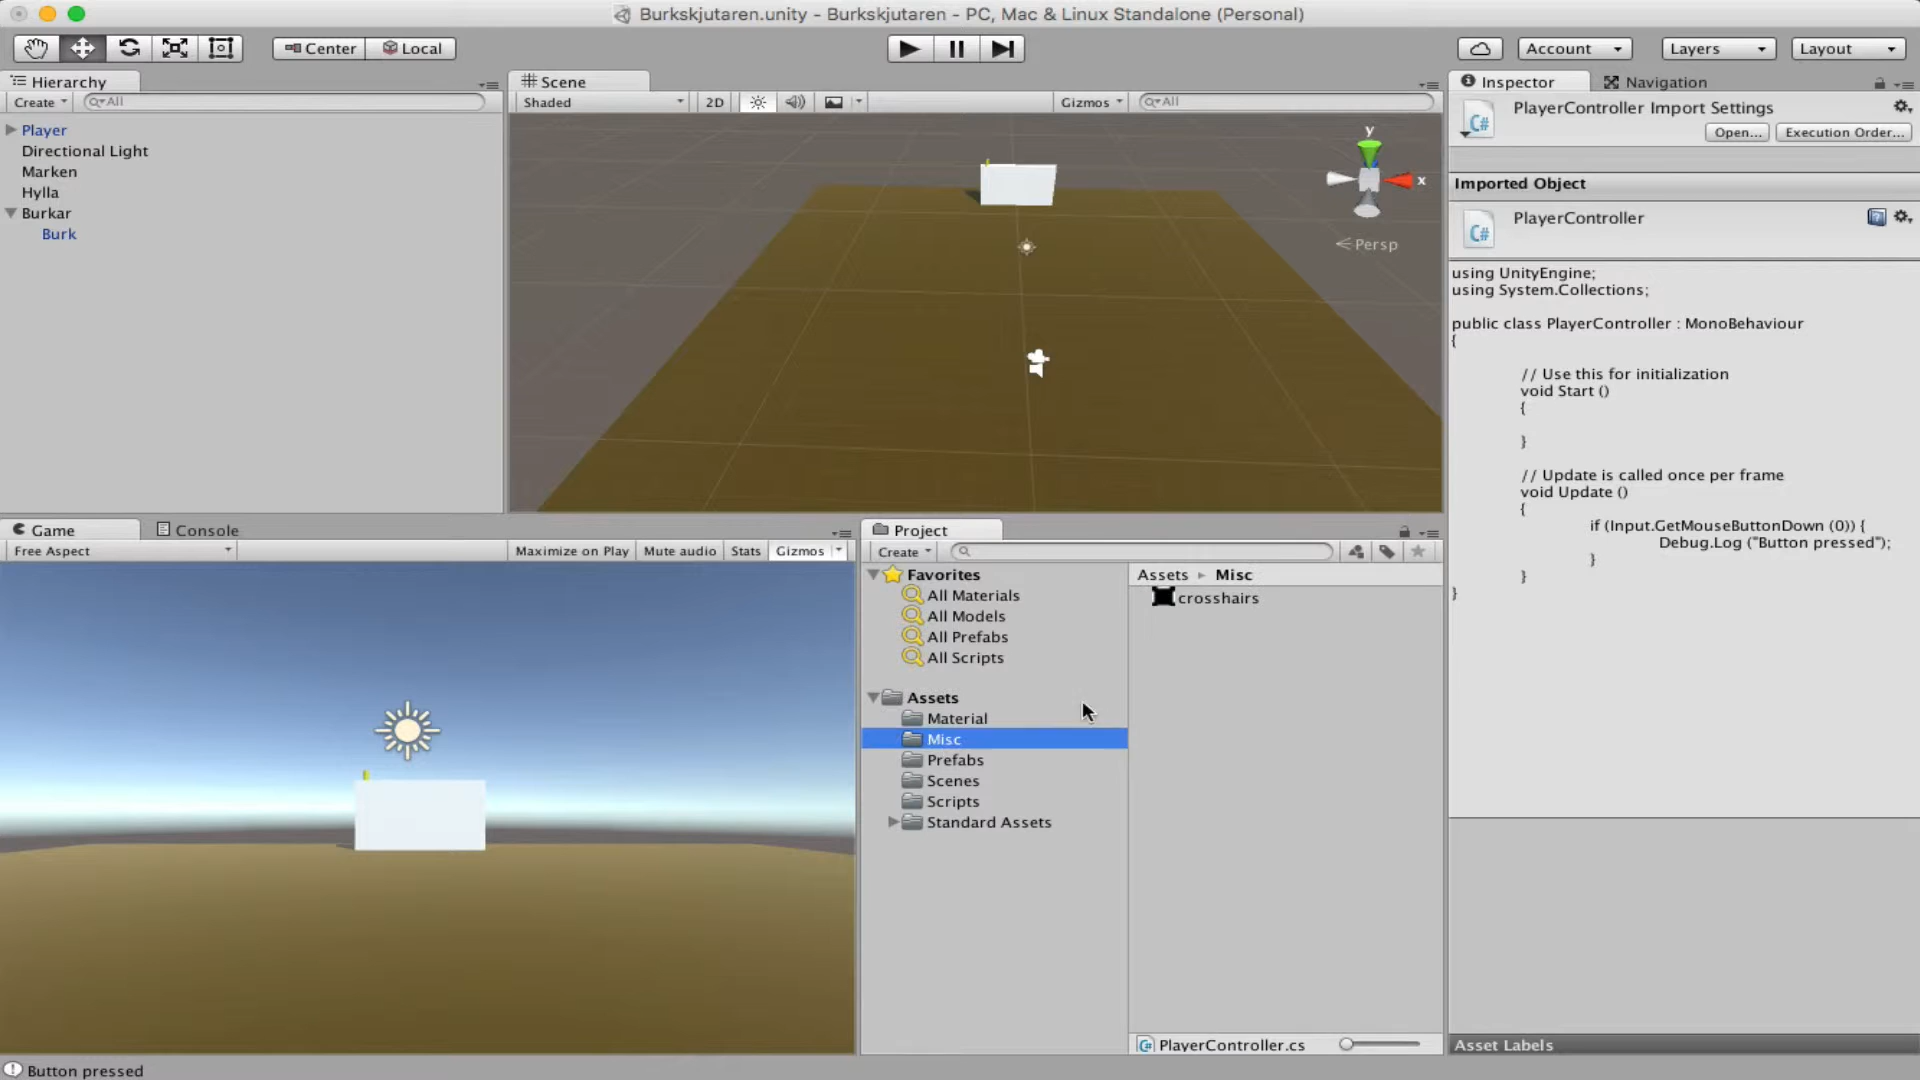 Burkskjutaren.unity - Burkskjutaren - PC, Mac & Linux Standalone (Personal)
Center
Local
Account
Layers
Layout
Hierarchy
Create
All
Player
Directional Light
Marken
Hylla
Burkar
Burk
Scene
Shaded
2D
Gizmos
All
y
x
Persp
Inspector
Navigation
PlayerController Import Settings
Open...
Execution Order...
Imported Object
PlayerController
using UnityEngine;
using System.Collections;
public class PlayerController : MonoBehaviour
{
// Use this for initialization
void Start ()
{
}
// Update is called once per frame
void Update ()
{
if (Input.GetMouseButtonDown (0)) {
Debug.Log ("Button pressed");
}
}
}
Asset Labels
Game
Console
Free Aspect
Maximize on Play
Mute audio
Stats
Gizmos
Project
Create
Favorites
All Materials
All Models
All Prefabs
All Scripts
Assets
Material
Misc
Prefabs
Scenes
Scripts
Standard Assets
Assets ▸ Misc
crosshairs
PlayerController.cs
Button pressed